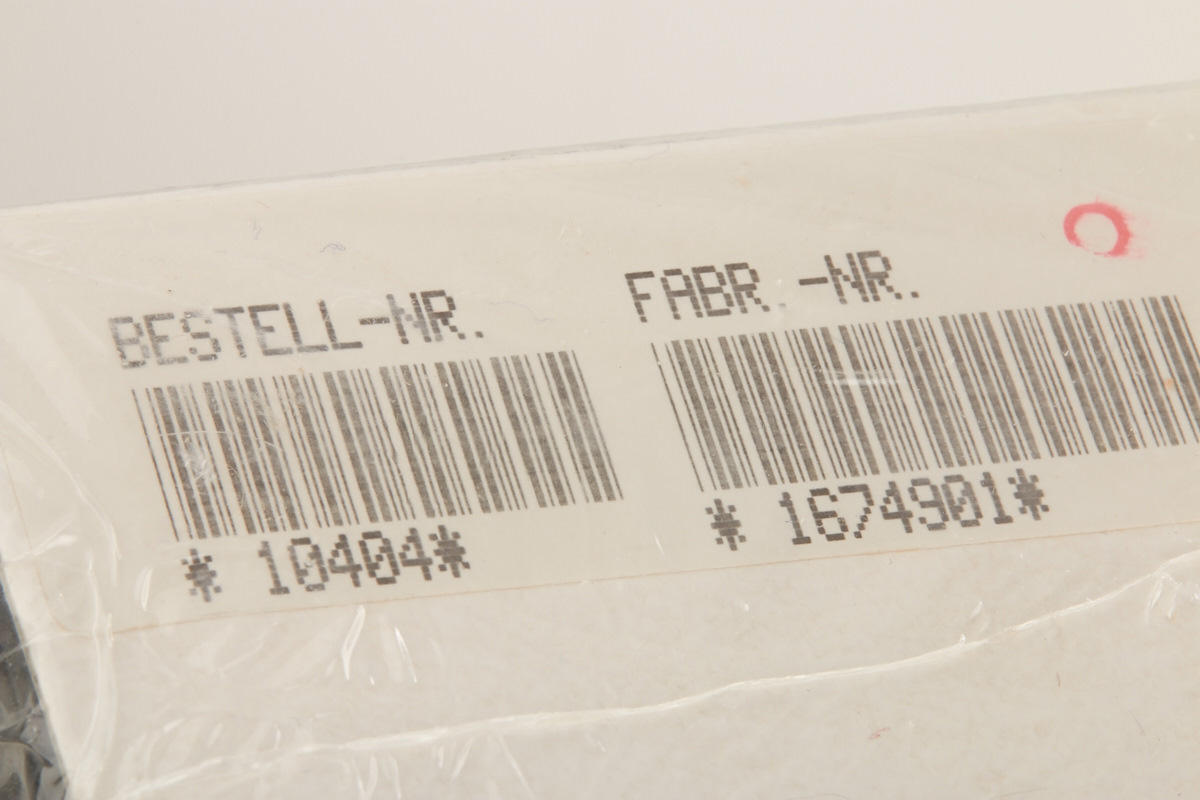 BESTELL-NR.
* 10404*
FABR.-NR.
* 1674901*